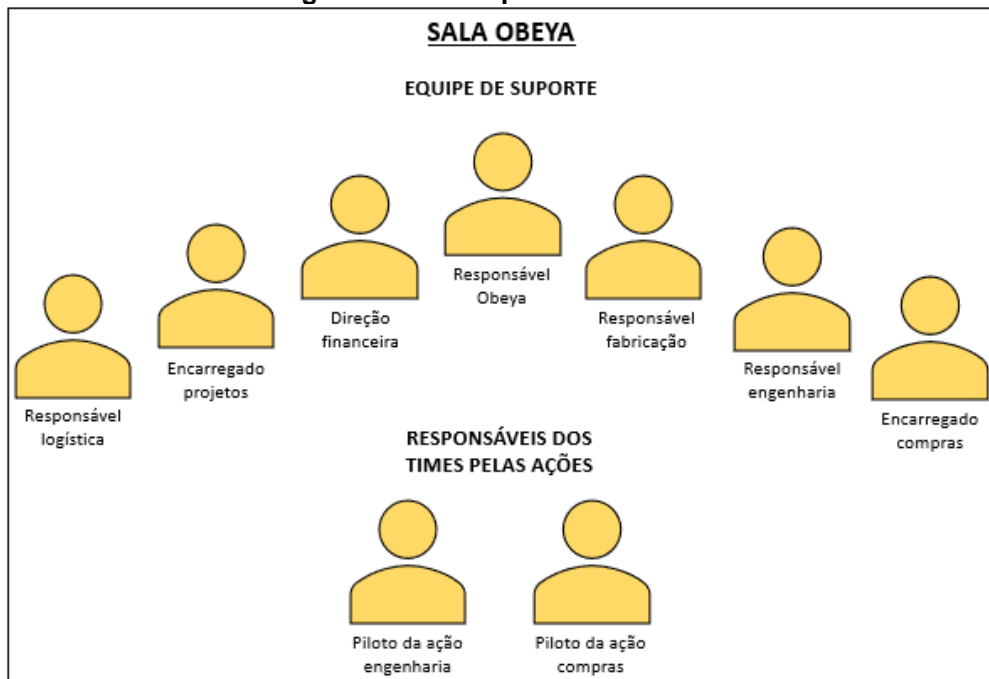 SALA OBEYA
EQUIPE DE SUPORTE
Responsável
Obeya
Direção
financeira
Responsável
fabricação
Encarregado
projetos
Responsável
engenharia
Responsável
logística
Encarregado
compras
RESPONSÁVEIS DOS
TIMES PELAS AÇÕES
Piloto da ação
engenharia
Piloto da ação
compras